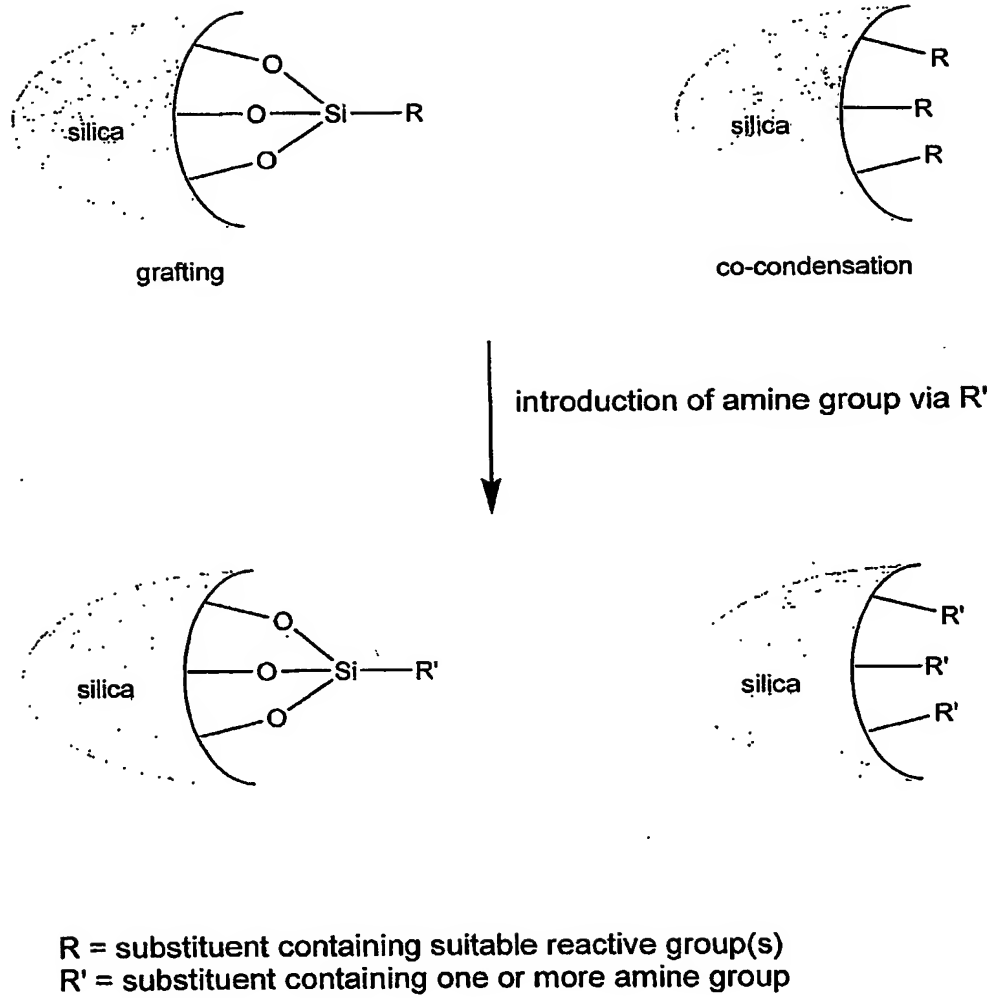 O
silica
O
Si
R
O
grafting
silica
R
R
R
co-condensation
introduction of amine group via R'
O
silica
O
Si
R'
O
silica
R'
R'
R'
R = substituent containing suitable reactive group(s)
R' = substituent containing one or more amine group